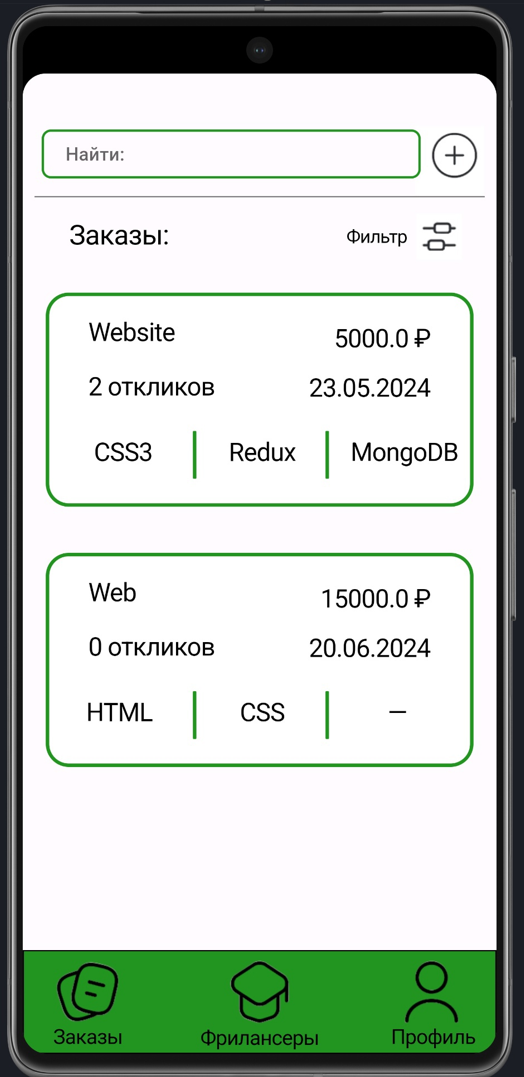 Найти:
Заказы: Фильтр
Website 5000.0 ₽
2 откликов 23.05.2024
CSS3 Redux MongoDB
Web 15000.0 ₽
0 откликов 20.06.2024
HTML CSS —
Заказы Фрилансеры Профиль